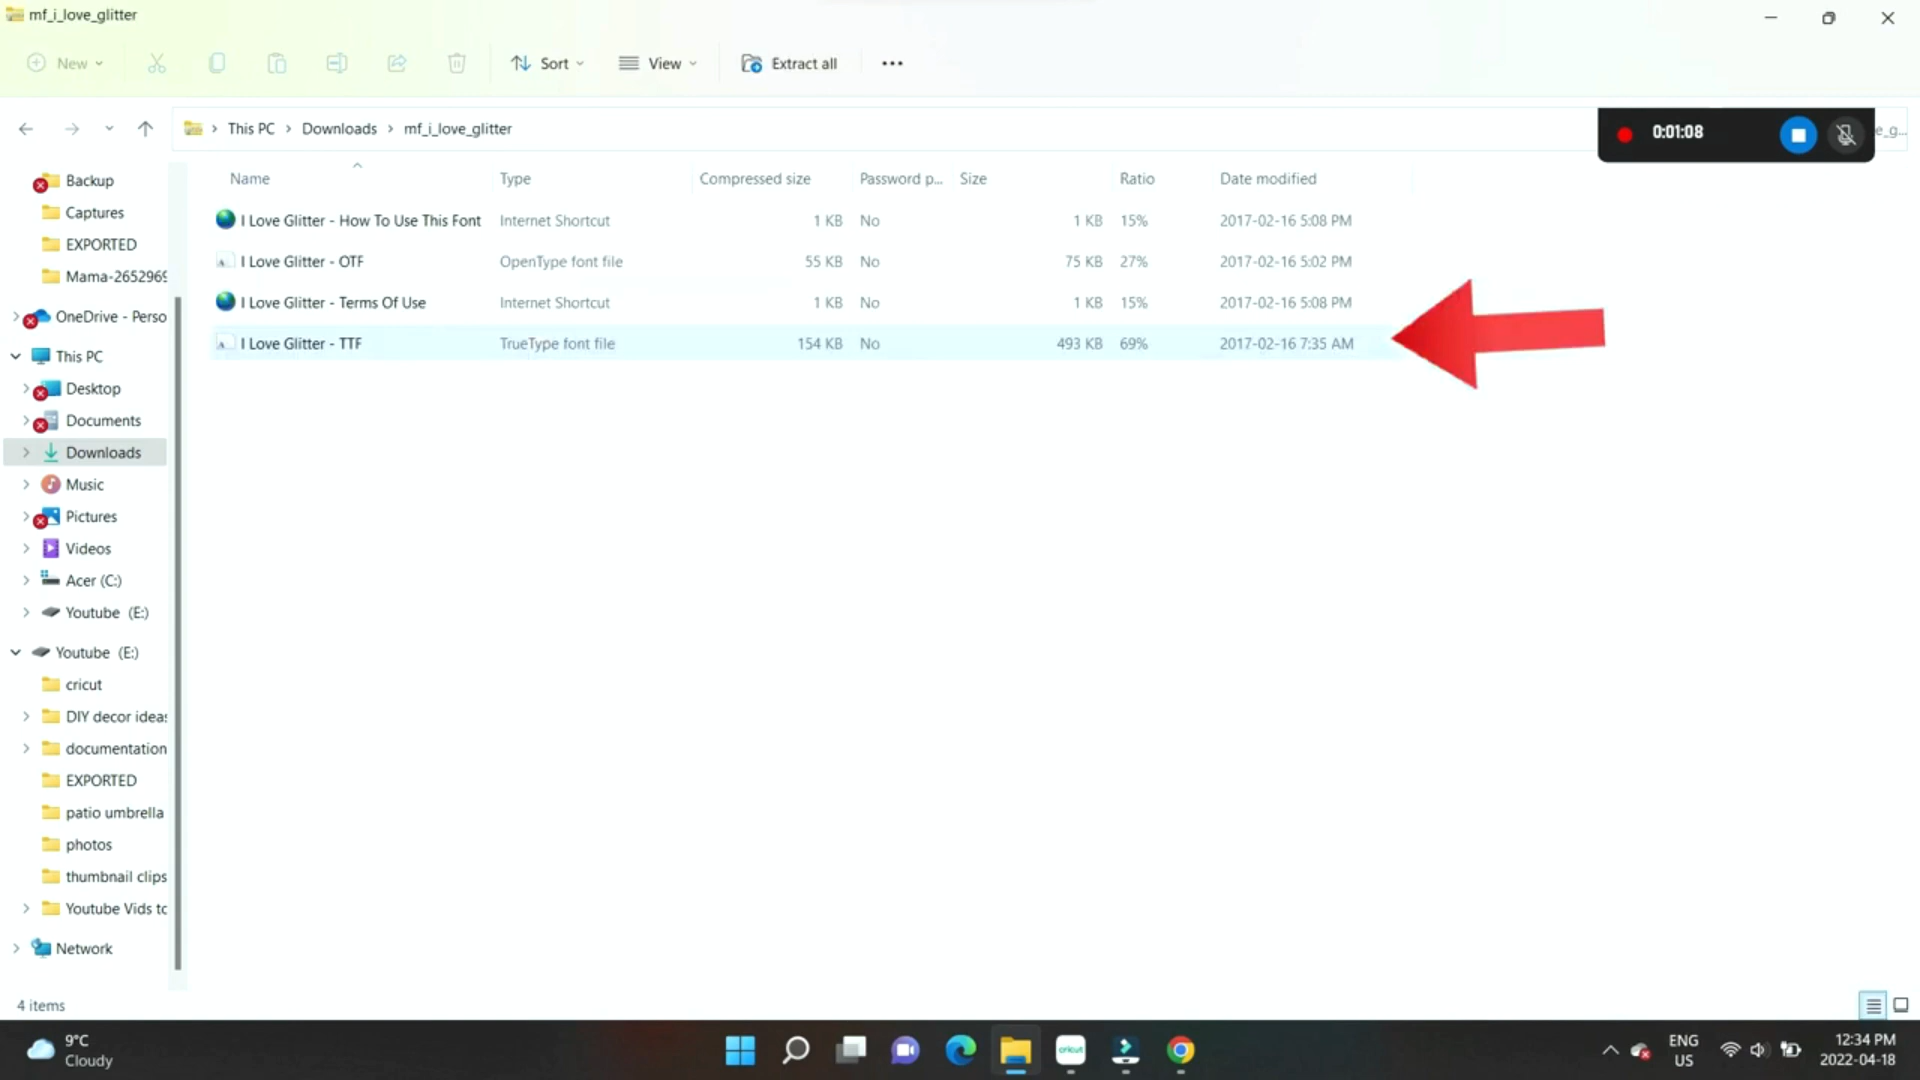 mf_i_love_glitter
New
Sort
View
Extract all
This PC > Downloads > mf_i_love_glitter
0:01:08
e_g...
Name Type Compressed size Password p... Size Ratio Date modified
I Love Glitter - How To Use This Font Internet Shortcut 1 KB No 1 KB 15% 2017-02-16 5:08 PM
I Love Glitter - OTF OpenType font file 55 KB No 75 KB 27% 2017-02-16 5:02 PM
I Love Glitter - Terms Of Use Internet Shortcut 1 KB No 1 KB 15% 2017-02-16 5:08 PM
I Love Glitter - TTF TrueType font file 154 KB No 493 KB 69% 2017-02-16 7:35 AM
Backup
Captures
EXPORTED
Mama-2652969
OneDrive - Perso
This PC
Desktop
Documents
Downloads
Music
Pictures
Videos
Acer (C:)
Youtube (E:)
Youtube (E:)
cricut
DIY decor ideas
documentation
EXPORTED
patio umbrella
photos
thumbnail clips
Youtube Vids to
Network
4 items
9°C
Cloudy
cricut
ENG
US
12:34 PM
2022-04-18